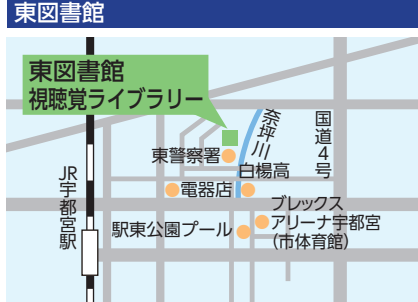 東図書館
東図書館
視聴覚ライブラリー
奈坪川
国道4号
東警察署
白楊高
JR宇都宮駅
電器店
ブレックス
アリーナ宇都宮
(市体育館)
駅東公園プール